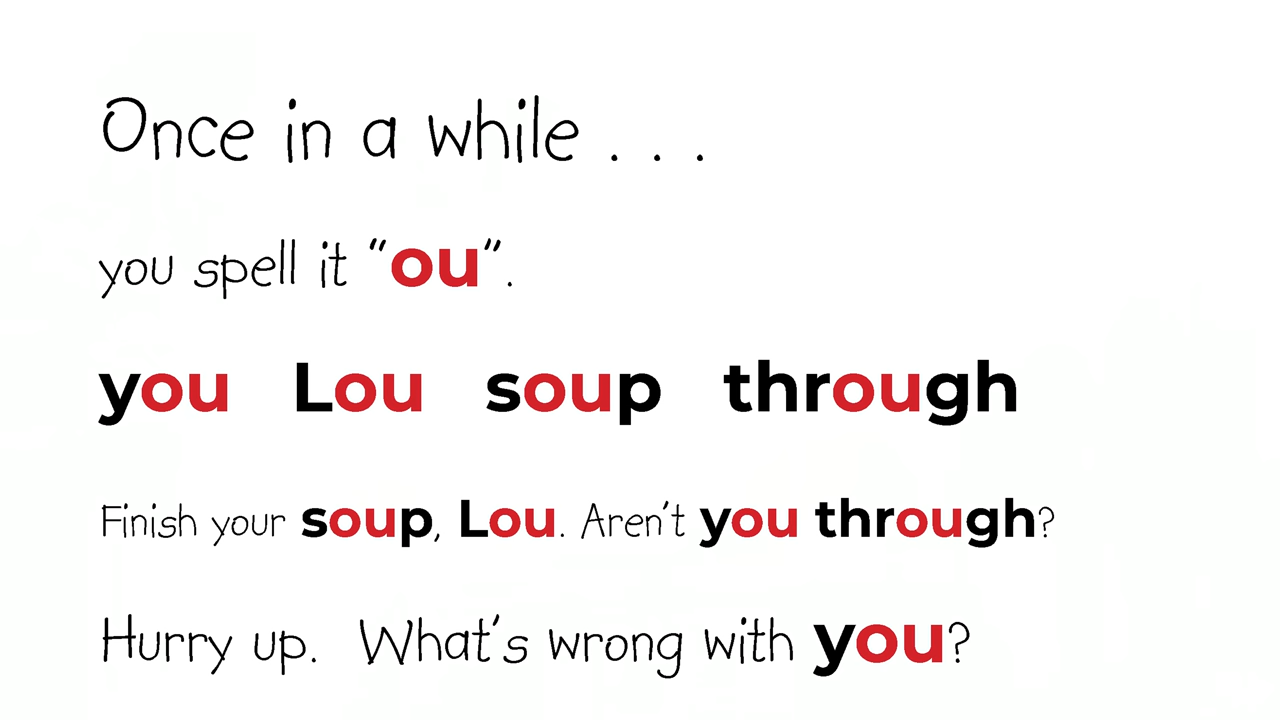 Once in a while . . .
you spell it “ou”.
you Lou soup through
Finish your soup, Lou. Aren't you through?
Hurry up. What's wrong with you?